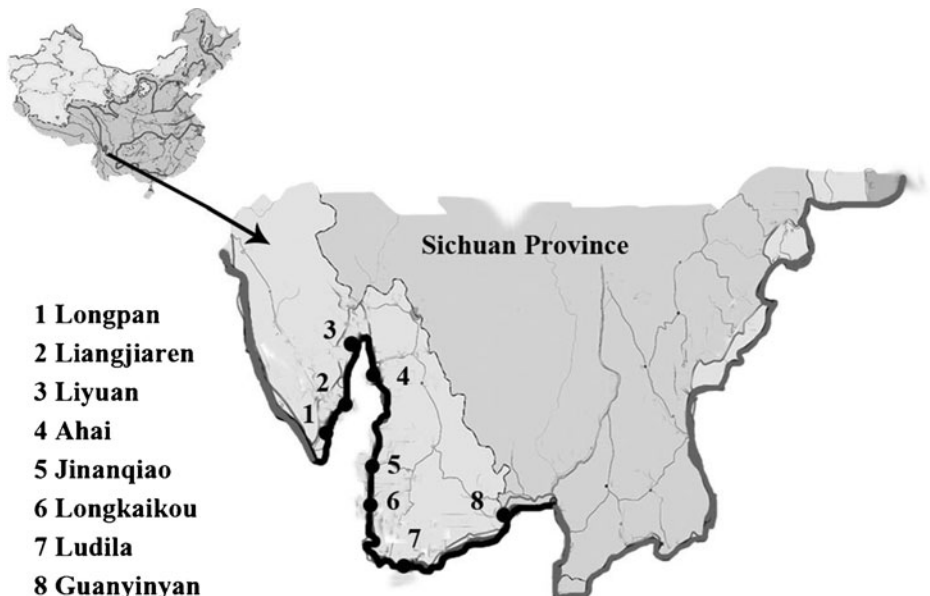 Sichuan Province
1 Longpan
2 Liangjiaren
3 Liyuan
4 Ahai
5 Jinanqiao
6 Longkaikou
7 Ludila
8 Guanyinyan
3
2
4
1
5
6
8
7